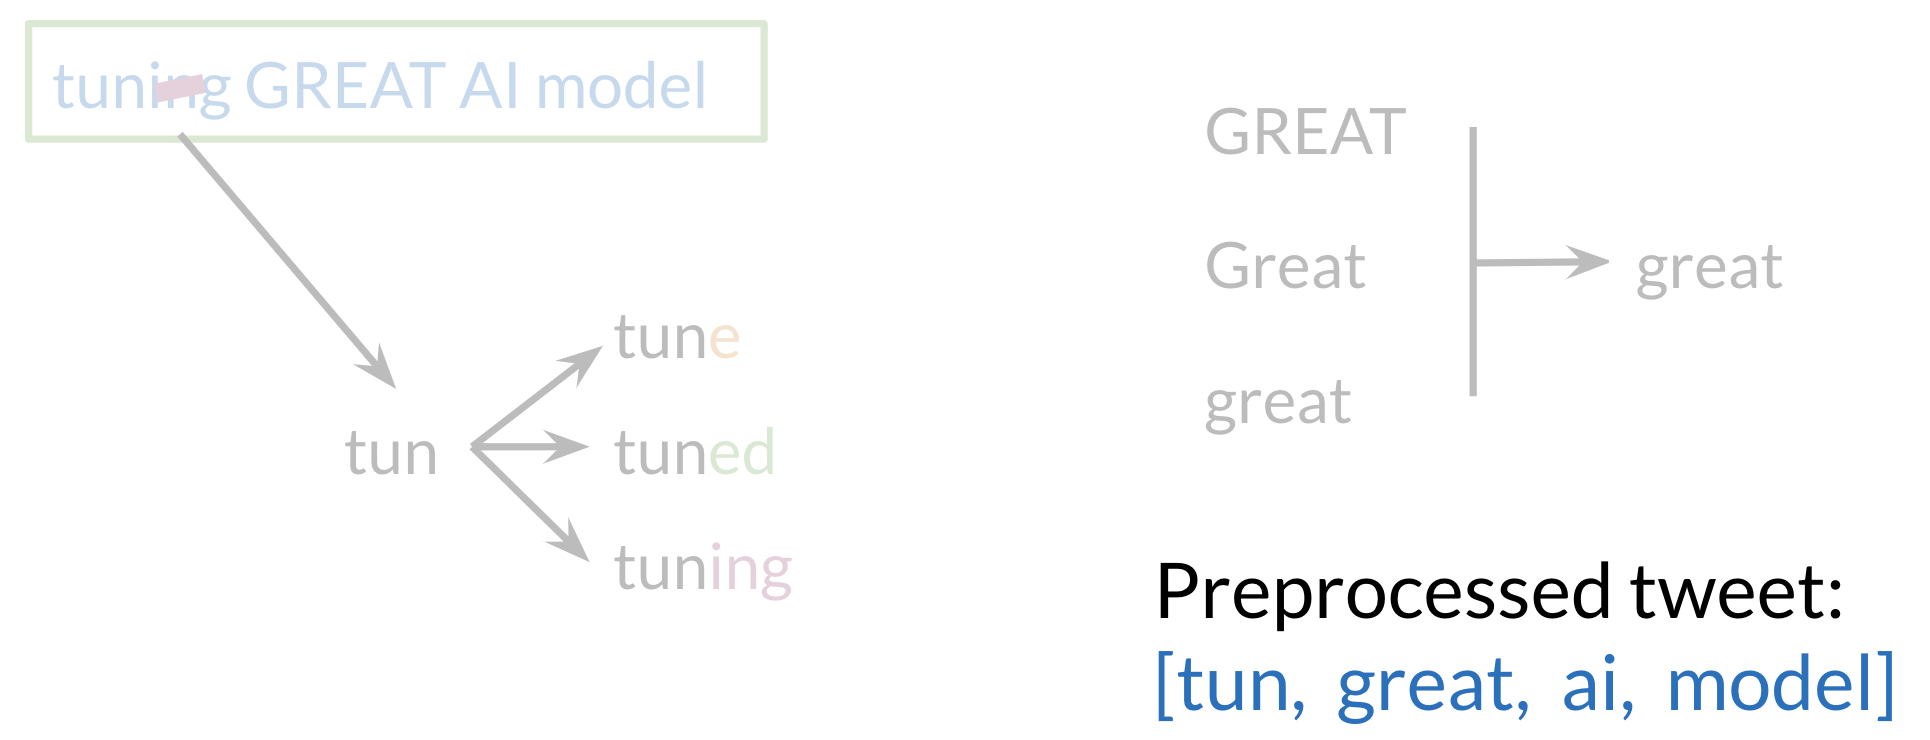 tuning GREAT AI model
tun
tune
tuned
tuning
GREAT
Great
great
great
Preprocessed tweet:
[tun, great, ai, model]